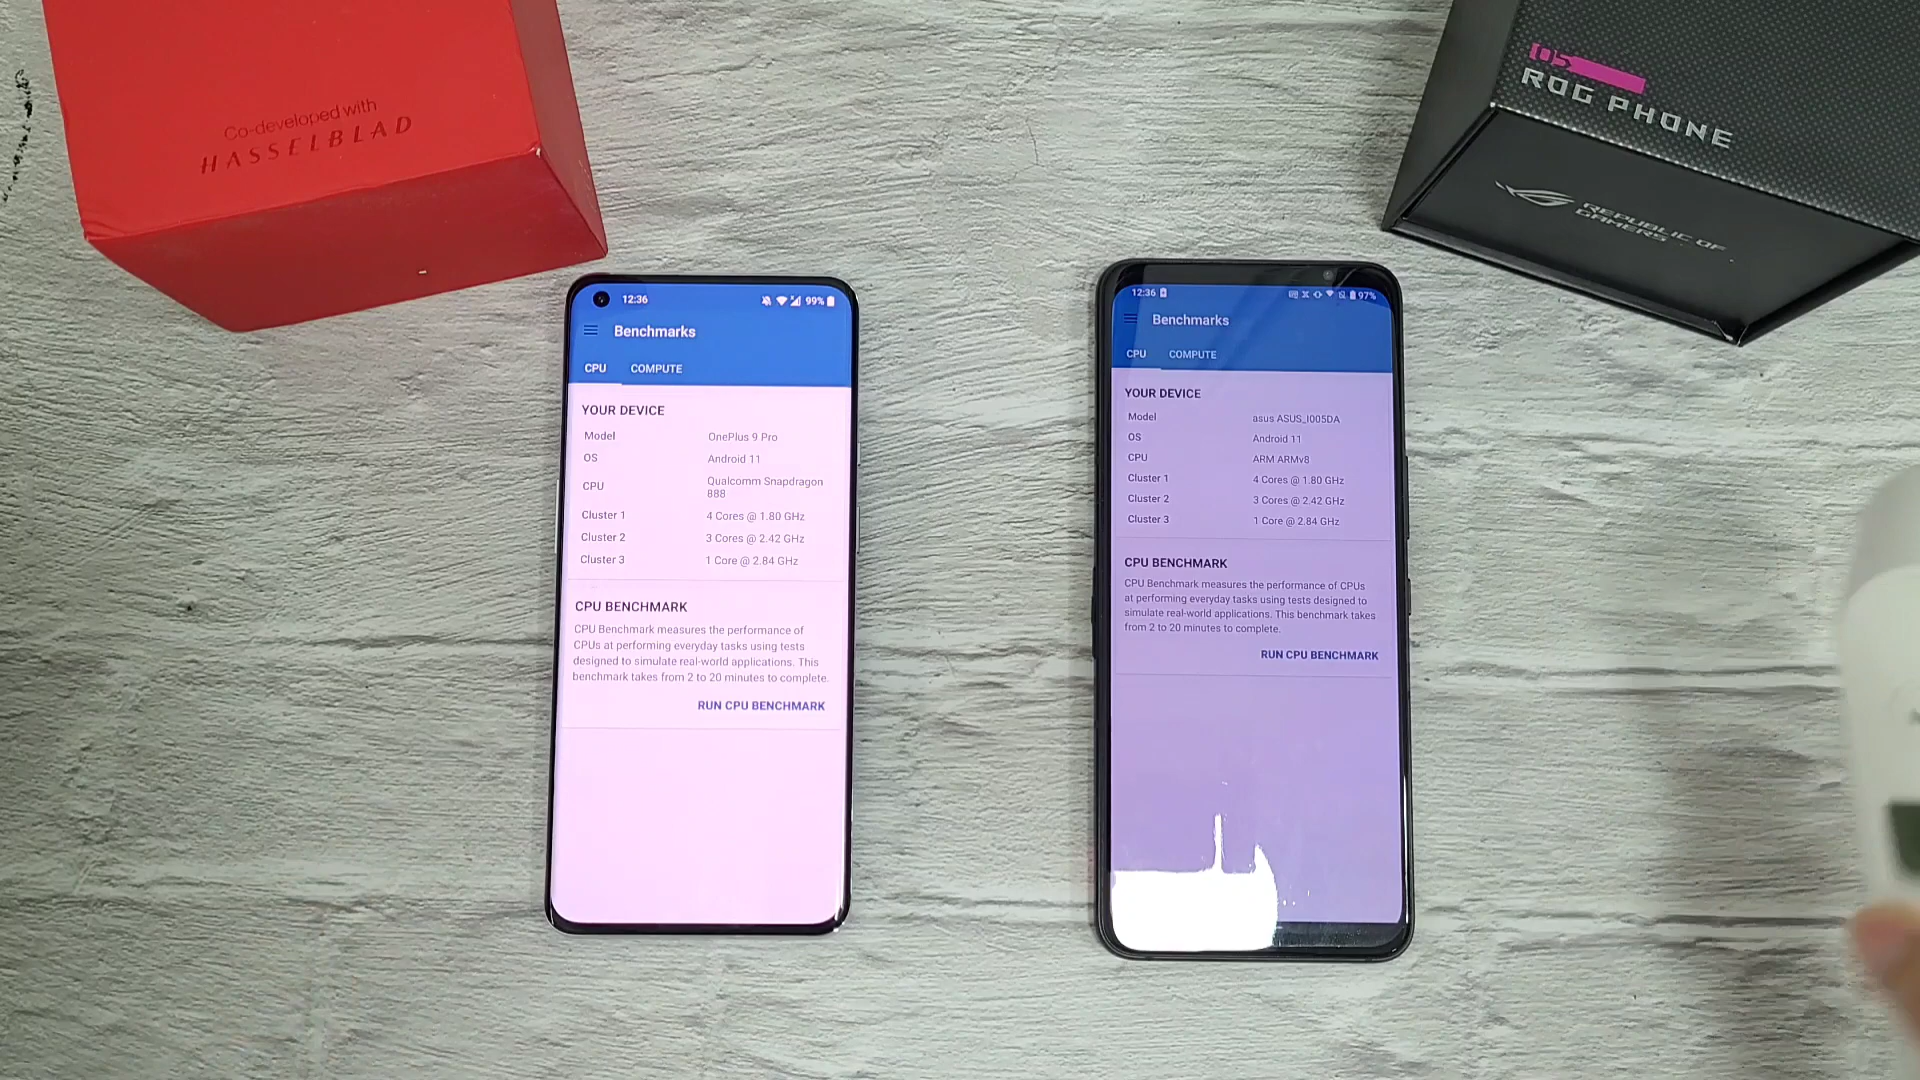 Co-developed with
HASSELBLAD
05
ROG PHONE
REPUBLIC OF
GAMERS
12:36
99%
Benchmarks
CPU COMPUTE
YOUR DEVICE
Model OnePlus 9 Pro
OS Android 11
CPU Qualcomm Snapdragon
888
Cluster 1 4 Cores @ 1.80 GHz
Cluster 2 3 Cores @ 2.42 GHz
Cluster 3 1 Core @ 2.84 GHz
CPU BENCHMARK
CPU Benchmark measures the performance of
CPUs at performing everyday tasks using tests
designed to simulate real-world applications. This
benchmark takes from 2 to 20 minutes to complete.
RUN CPU BENCHMARK
12:36
97%
Benchmarks
CPU COMPUTE
YOUR DEVICE
Model asus ASUS_I005DA
OS Android 11
CPU ARM ARMv8
Cluster 1 4 Cores @ 1.80 GHz
Cluster 2 3 Cores @ 2.42 GHz
Cluster 3 1 Core @ 2.84 GHz
CPU BENCHMARK
CPU Benchmark measures the performance of CPUs
at performing everyday tasks using tests designed to
simulate real-world applications. This benchmark takes
from 2 to 20 minutes to complete.
RUN CPU BENCHMARK